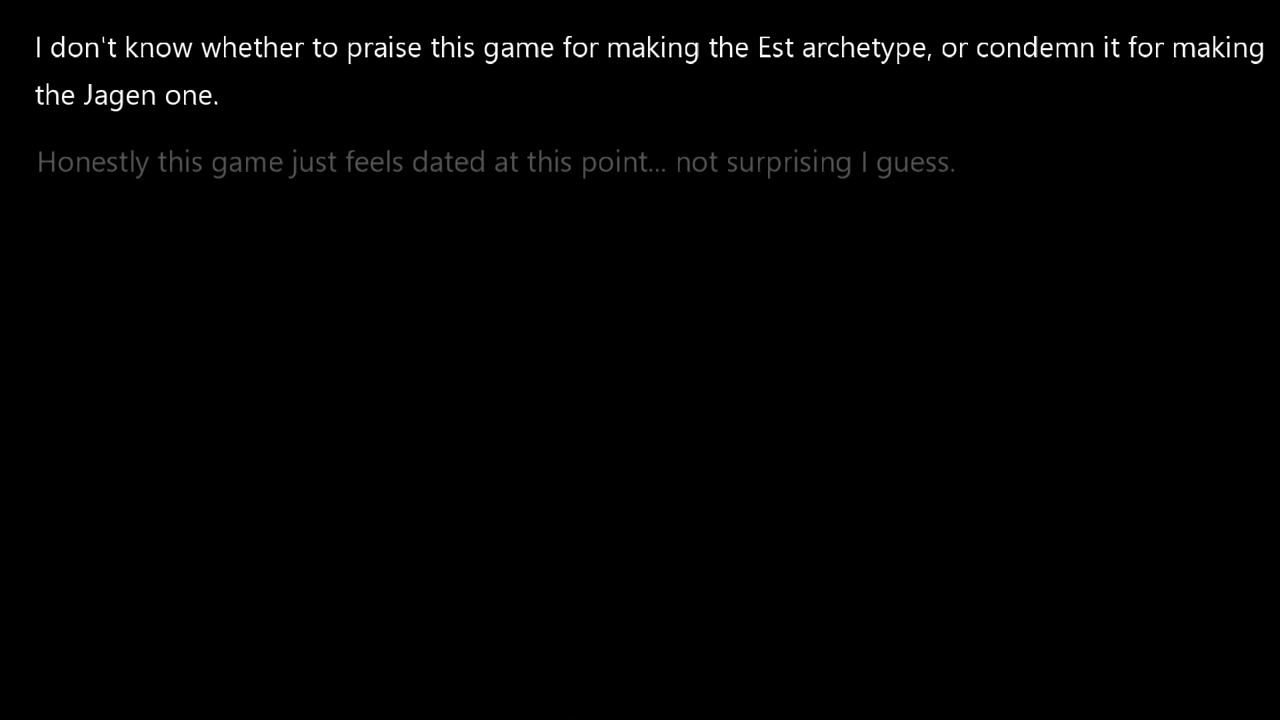 I don't know whether to praise this game for making the Est archetype, or condemn it for making
the Jagen one.
Honestly this game just feels dated at this point... not surprising I guess.